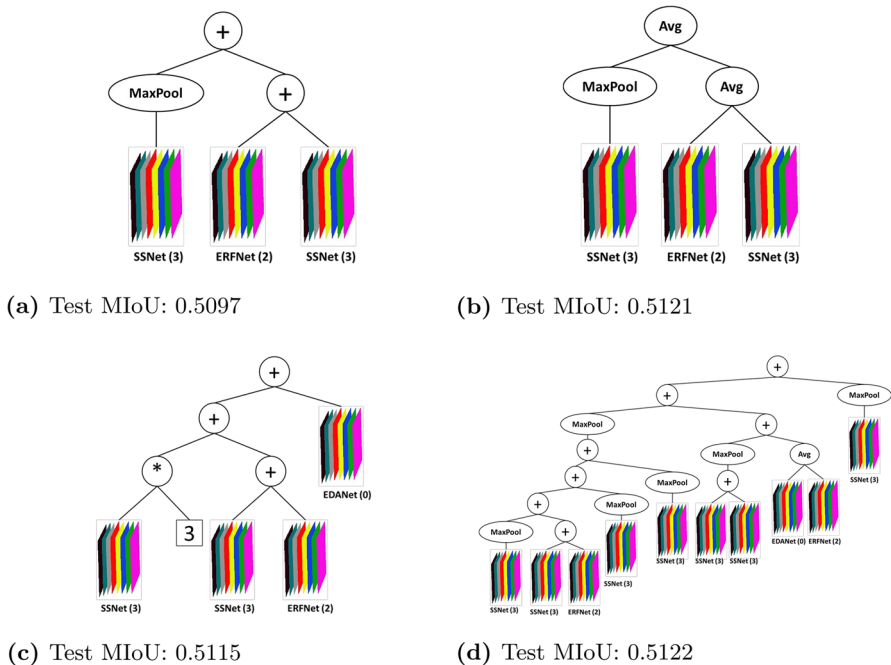 +
Avg
MaxPool
+
MaxPool
Avg
SSNet (3)
ERFNet (2)
SSNet (3)
SSNet (3)
ERFNet (2)
SSNet (3)
(a) Test MIoU: 0.5097
(b) Test MIoU: 0.5121
+
+
*
+
EDANet (0)
3
SSNet (3)
SSNet (3)
ERFNet (2)
+
+
MaxPool
MaxPool
+
SSNet (3)
+
MaxPool
Avg
+
MaxPool
+
EDANet (0)
ERFNet (2)
+
MaxPool
SSNet (3)
SSNet (3)
SSNet (3)
MaxPool
+
SSNet (3)
SSNet (3)
SSNet (3)
ERFNet (2)
(c) Test MIoU: 0.5115
(d) Test MIoU: 0.5122